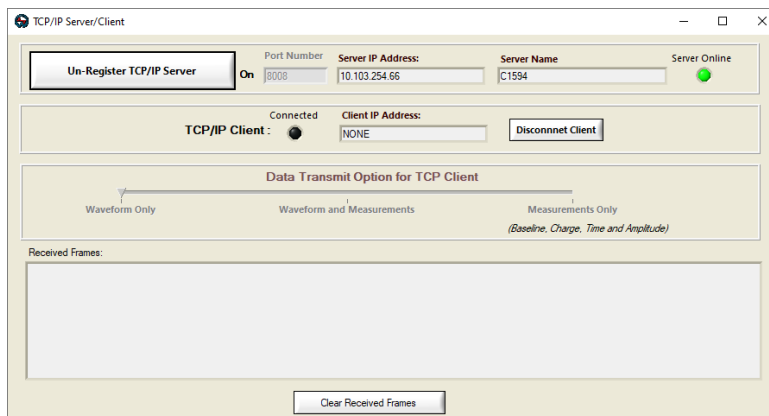 TCP/IP Server/Client
Port Number Server IP Address: Server Name Server Online
Un-Register TCP/IP Server On 8008 10.103.254.66 C1594
Connected Client IP Address:
TCP/IP Client : NONE Disconnnet Client
Data Transmit Option for TCP Client
Waveform Only Waveform and Measurements Measurements Only
(Baseline, Charge, Time and Amplitude)
Received Frames:
Clear Received Frames